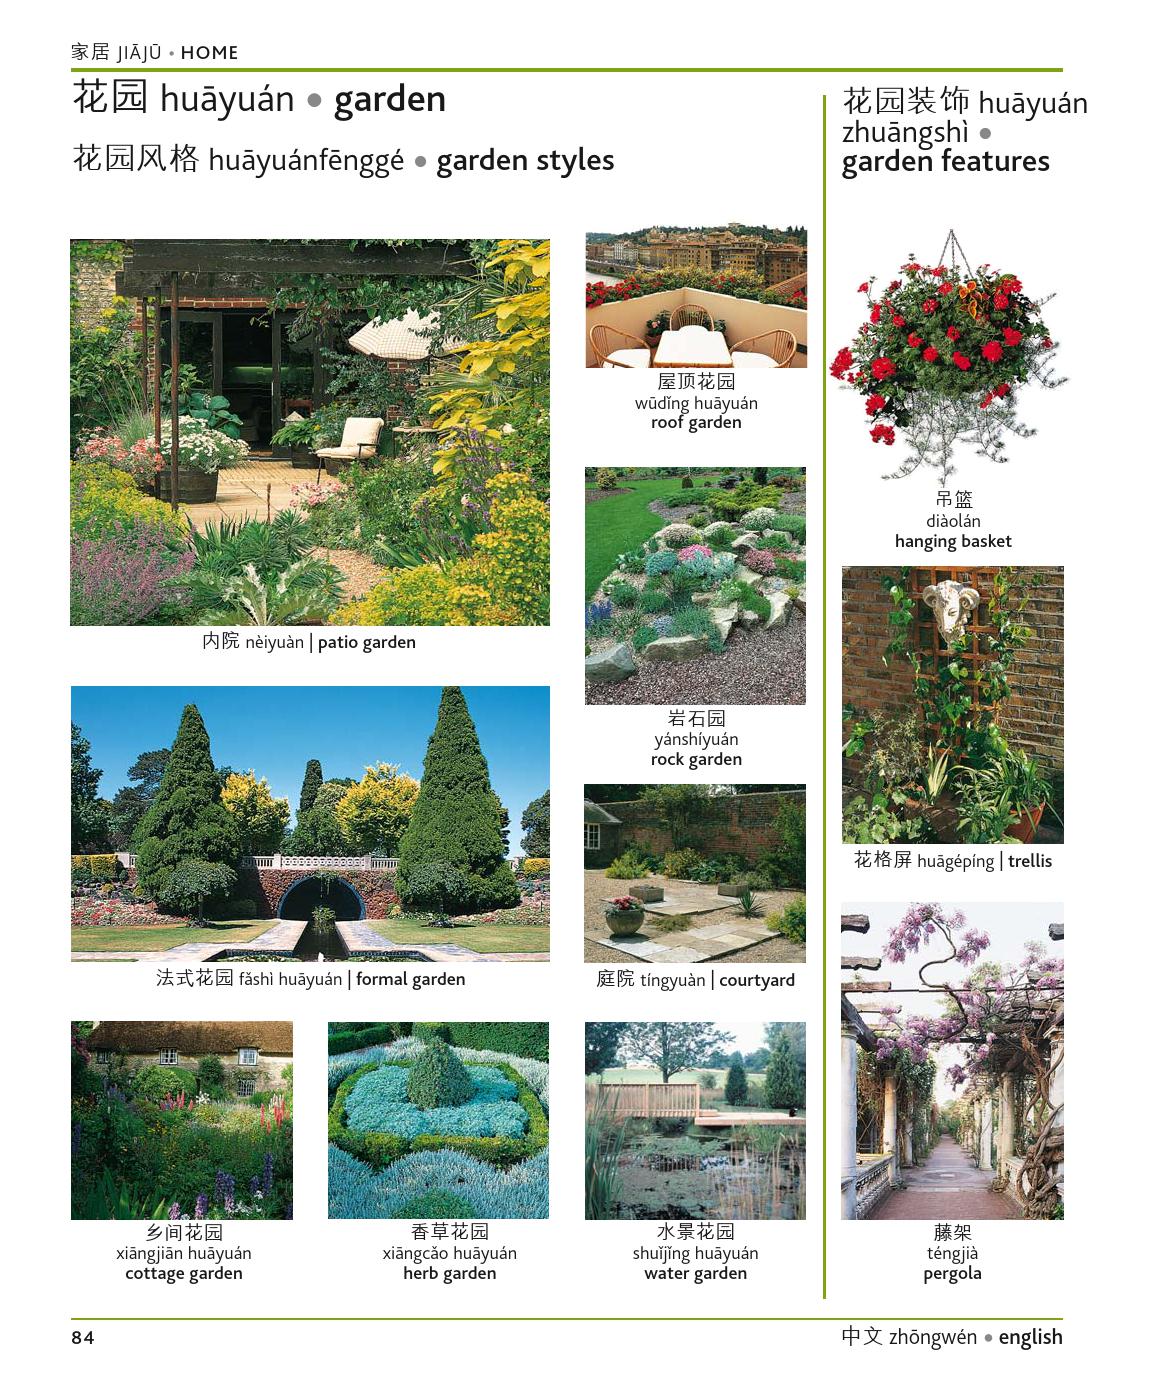 家居 JIĀJŪ • HOME
花园 huāyuán • garden
花园风格 huāyuánfēnggé • garden styles
内院 nèiyuàn | patio garden
法式花园 fǎshì huāyuán | formal garden
乡间花园
xiāngjiān huāyuán
cottage garden
香草花园
xiāngcǎo huāyuán
herb garden
屋顶花园
wūdǐng huāyuán
roof garden
岩石园
yánshíyuán
rock garden
庭院 tíngyuàn | courtyard
水景花园
shuǐjǐng huāyuán
water garden
花园装饰 huāyuán
zhuāngshì •
garden features
吊篮
diàolán
hanging basket
花格屏 huāgépíng | trellis
藤架
téngjià
pergola
84
中文 zhōngwén • english